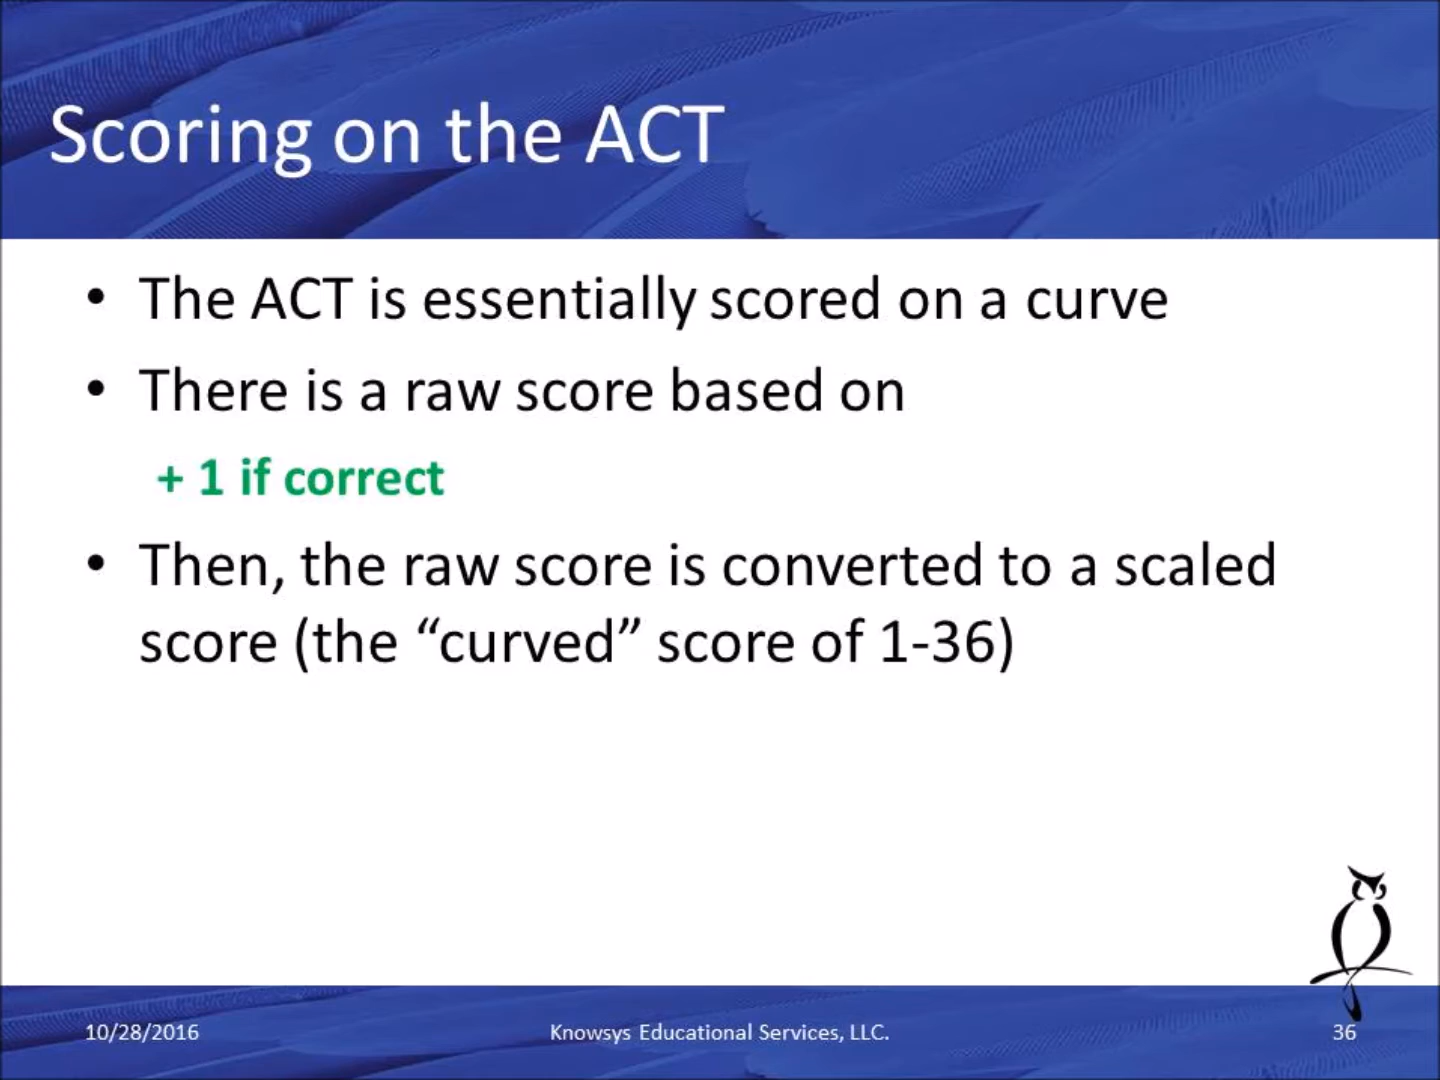 Scoring on the ACT
• The ACT is essentially scored on a curve
• There is a raw score based on
+ 1 if correct
• Then, the raw score is converted to a scaled
score (the “curved” score of 1-36)
10/28/2016
Knowsys Educational Services, LLC.
36